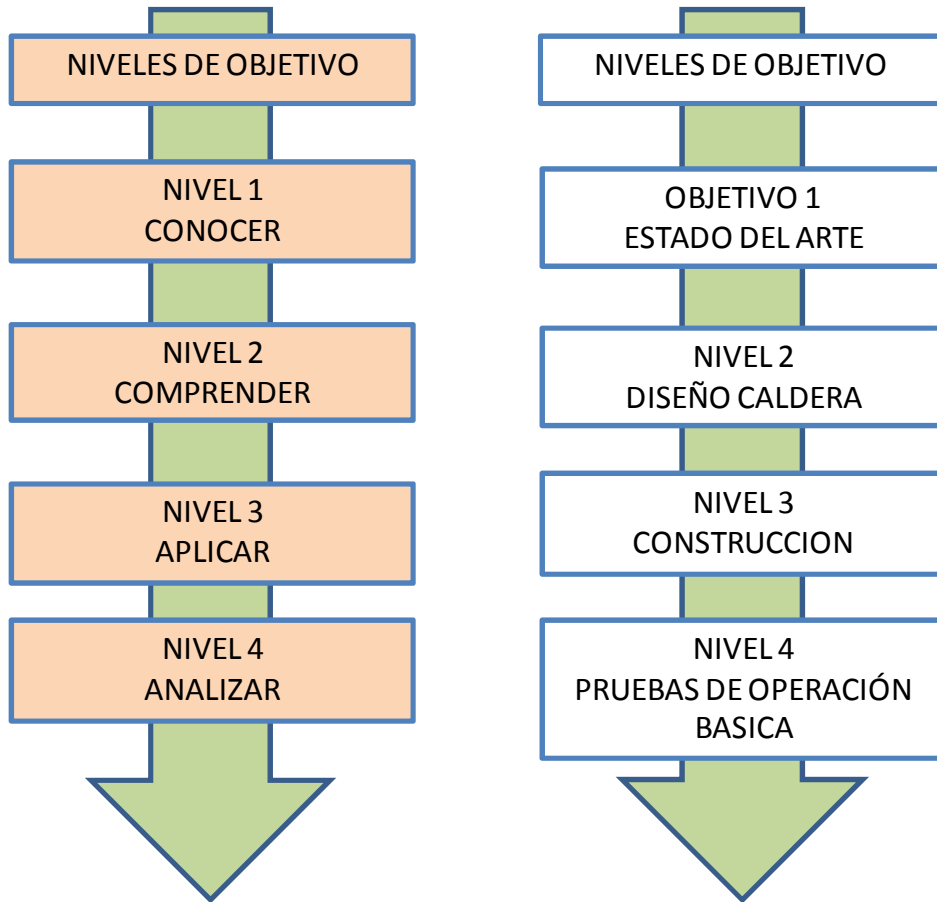 NIVELES DE OBJETIVO
NIVEL 1
CONOCER
NIVEL 2
COMPRENDER
NIVEL 3
APLICAR
NIVEL 4
ANALIZAR
NIVELES DE OBJETIVO
OBJETIVO 1
ESTADO DEL ARTE
NIVEL 2
DISEÑO CALDERA
NIVEL 3
CONSTRUCCION
NIVEL 4
PRUEBAS DE OPERACIÓN
BASICA